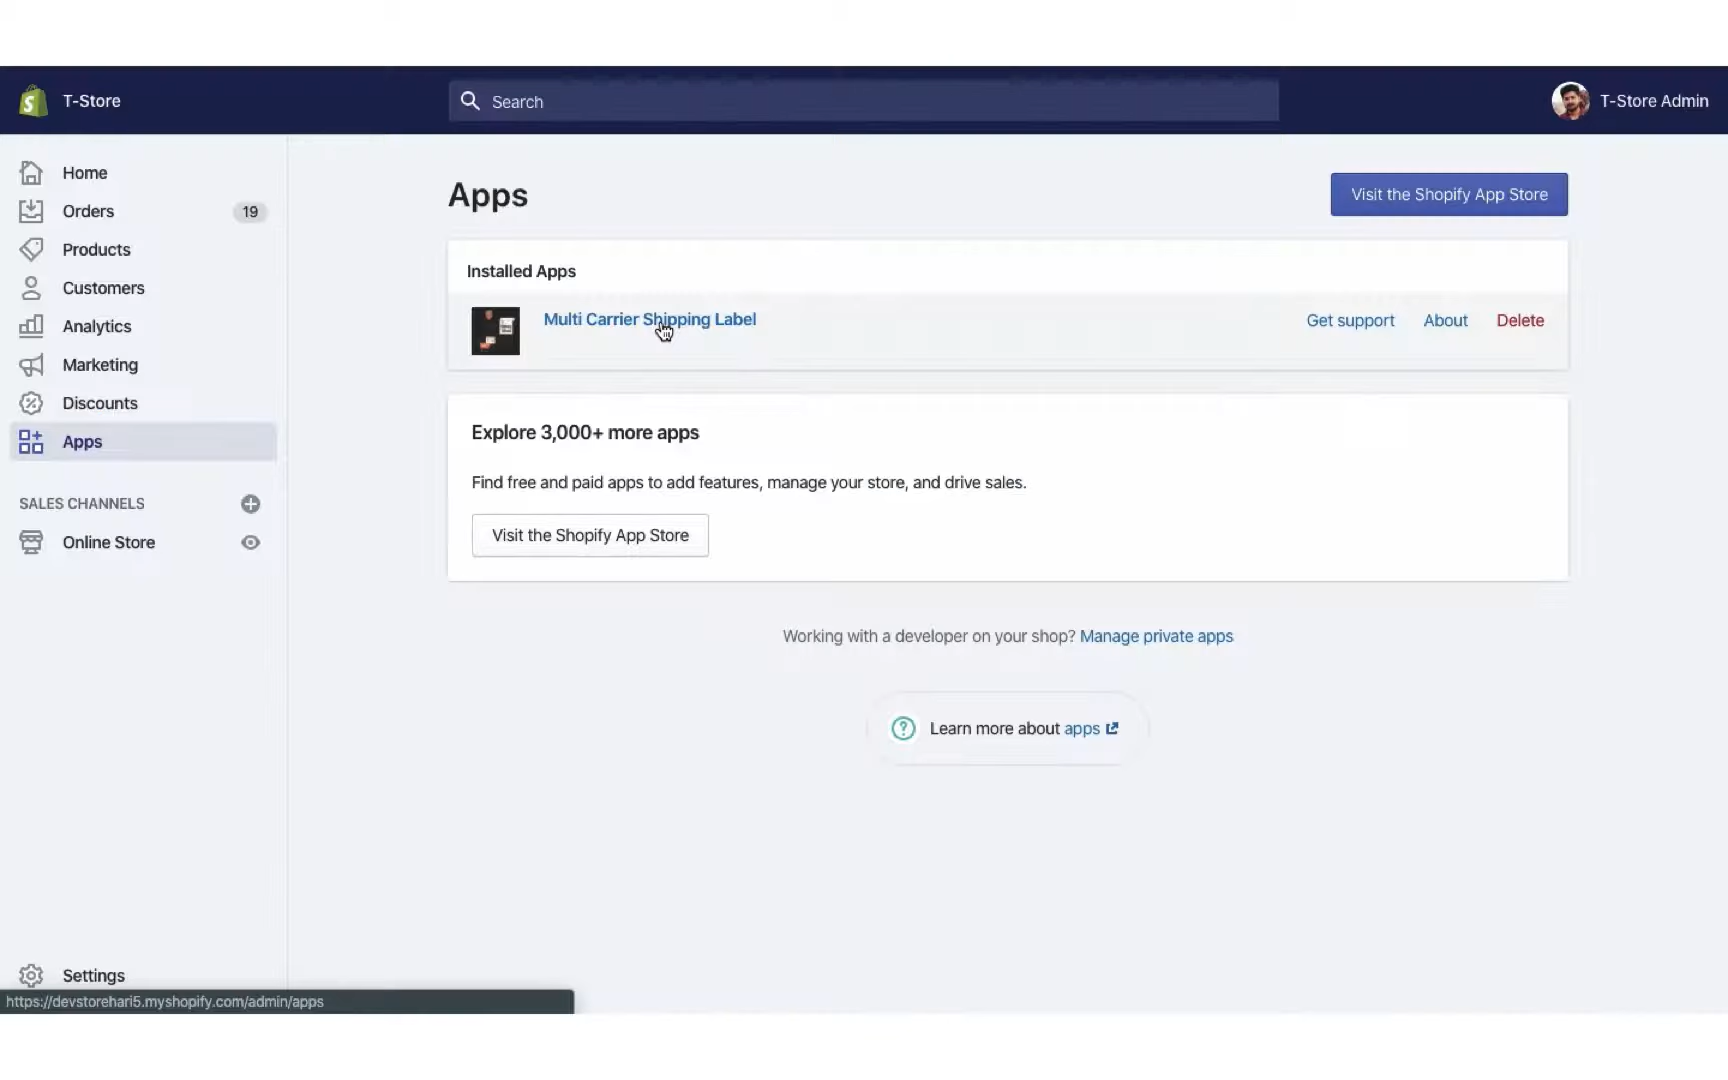 T-Store
Search
T-Store Admin
Home
Orders 19
Products
Customers
Analytics
Marketing
Discounts
Apps
SALES CHANNELS
Online Store
Settings
https://devstorehari5.myshopify.com/admin/apps
Apps
Visit the Shopify App Store
Installed Apps
Multi Carrier Shipping Label
Get support About Delete
Explore 3,000+ more apps
Find free and paid apps to add features, manage your store, and drive sales.
Visit the Shopify App Store
Working with a developer on your shop? Manage private apps
Learn more about apps